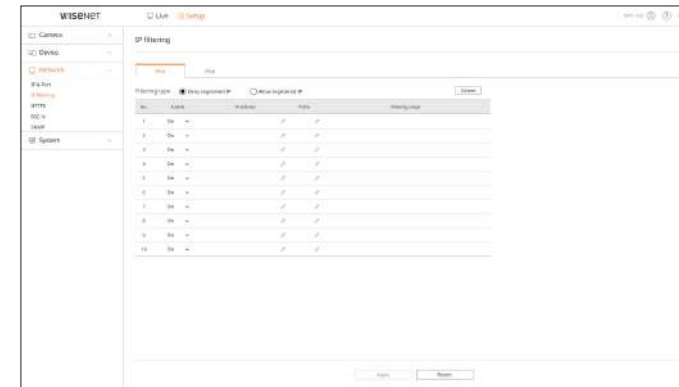 WISENET
Live Setup
Camera
Device
Network
IP & Port
IP filtering
HTTPS
802.1x
SNMP
System
IP filtering
IPv4 IPv6
Filtering type Deny registered IP Allow registered IP Delete
No. Enable IP address Prefix Filtering range
1 On
2 On
3 On
4 On
5 On
6 On
7 On
8 On
9 On
10 On
Apply Revert